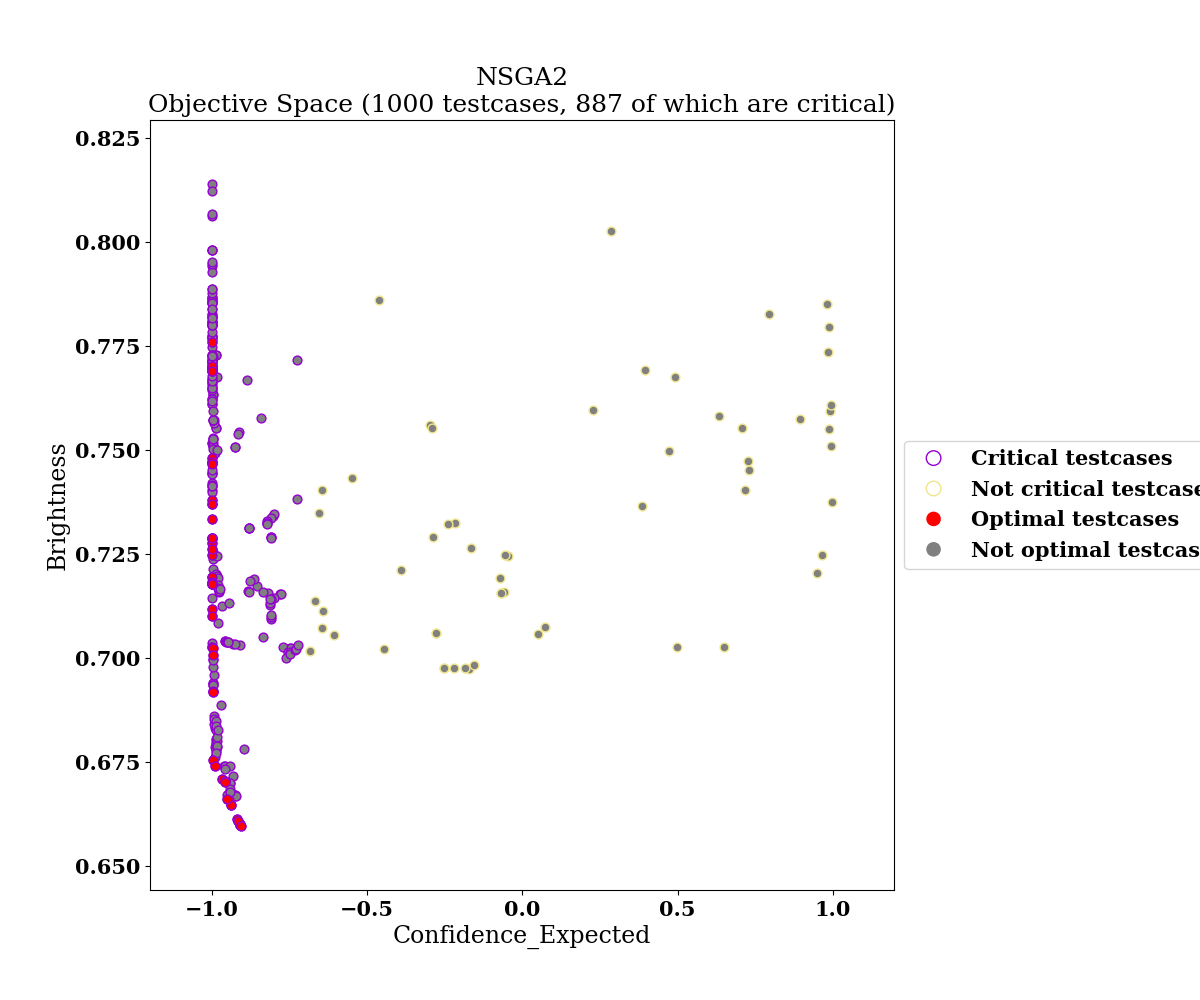 NSGA2
Objective Space (1000 testcases, 887 of which are critical)
0.825
0.800
0.775
0.750
0.725
0.700
0.675
0.650
Brightness
−1.0 −0.5 0.0 0.5 1.0
Confidence_Expected
Critical testcases
Not critical testcase
Optimal testcases
Not optimal testcas